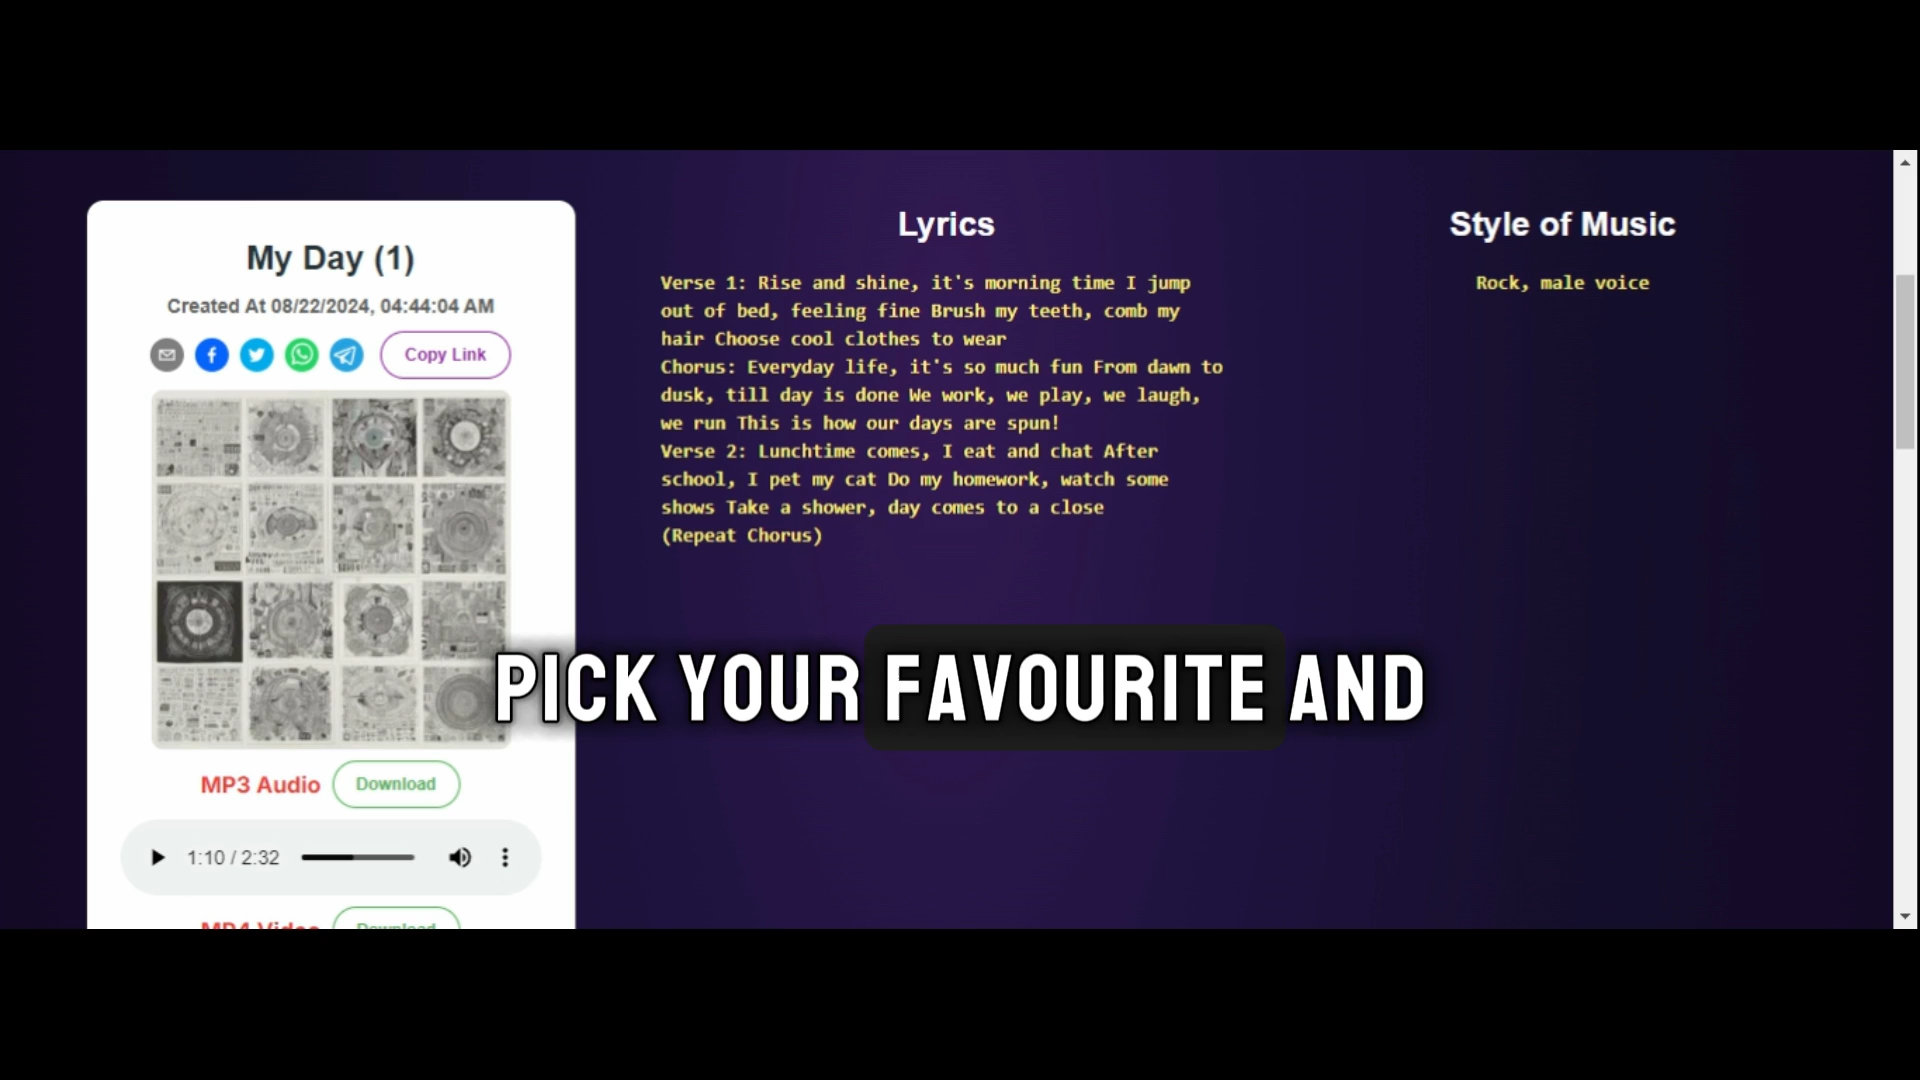 My Day (1)
Created At 08/22/2024, 04:44:04 AM
Copy Link
MP3 Audio
Download
1:10 / 2:32
MP4 Video
Download
Lyrics
Verse 1: Rise and shine, it's morning time I jump
out of bed, feeling fine Brush my teeth, comb my
hair Choose cool clothes to wear
Chorus: Everyday life, it's so much fun From dawn to
dusk, till day is done We work, we play, we laugh,
we run This is how our days are spun!
Verse 2: Lunchtime comes, I eat and chat After
school, I pet my cat Do my homework, watch some
shows Take a shower, day comes to a close
(Repeat Chorus)
Style of Music
Rock, male voice
PICK YOUR FAVOURITE AND